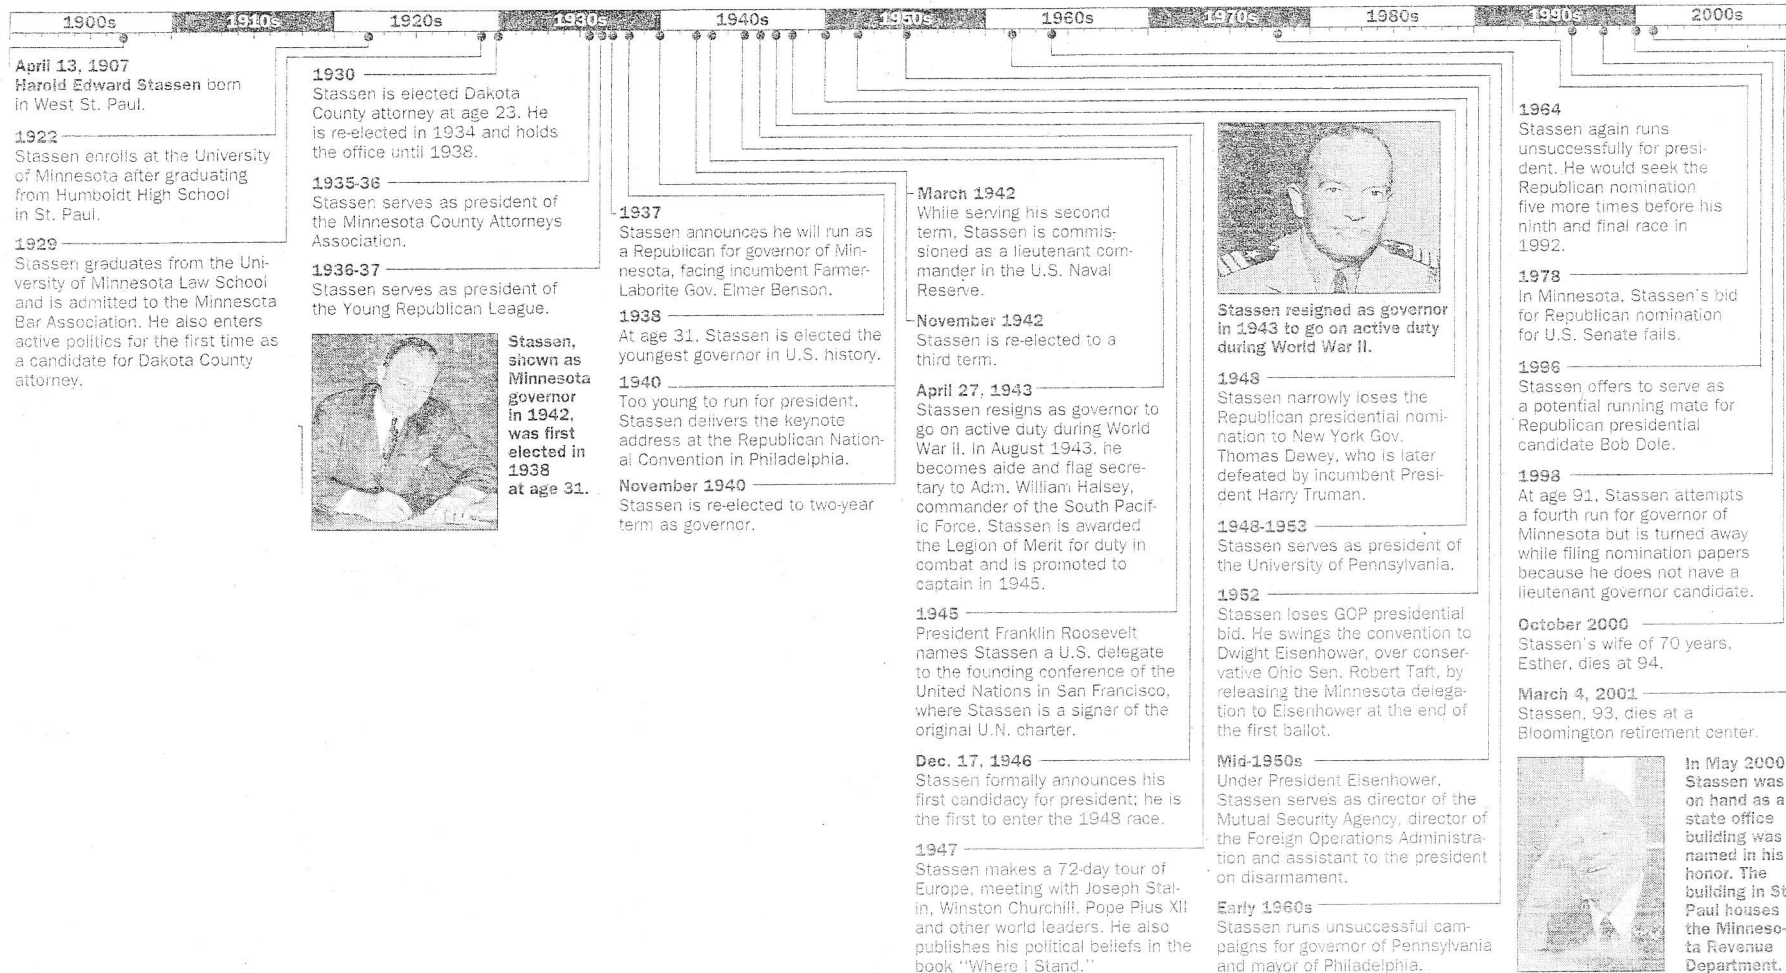 1900s 1910s 1920s 1930s 1940s 1950s 1960s 1970s 1980s 1990s 2000s
April 13, 1907
Harold Edward Stassen born
in West St. Paul.
1922
Stassen enrolls at the University
of Minnesota after graduating
from Humboldt High School
in St. Paul.
1929
Stassen graduates from the Uni-
versity of Minnesota Law School
and is admitted to the Minnesota
Bar Association. He also enters
active politics for the first time as
a candidate for Dakota County
attorney.
1930
Stassen is elected Dakota
County attorney at age 23. He
is re-elected in 1934 and holds
the office until 1938.
1935-36
Stassen serves as president of
the Minnesota County Attorneys
Association.
1936-37
Stassen serves as president of
the Young Republican League.
Stassen,
shown as
Minnesota
governor
in 1942,
was first
elected in
1938
at age 31.
1937
Stassen announces he will run as
a Republican for governor of Min-
nesota, facing incumbent Farmer-
Laborite Gov. Elmer Benson.
1938
At age 31, Stassen is elected the
youngest governor in U.S. history.
1940
Too young to run for president,
Stassen delivers the keynote
address at the Republican Nation-
al Convention in Philadelphia.
November 1940
Stassen is re-elected to two-year
term as governor.
March 1942
While serving his second
term, Stassen is commis-
sioned as a lieutenant com-
mander in the U.S. Naval
Reserve.
November 1942
Stassen is re-elected to a
third term.
April 27, 1943
Stassen resigns as governor to
go on active duty during World
War II. In August 1943, he
becomes aide and flag secre-
tary to Adm. William Halsey,
commander of the South Pacif-
ic Force. Stassen is awarded
the Legion of Merit for duty in
combat and is promoted to
captain in 1945.
1945
President Franklin Roosevelt
names Stassen a U.S. delegate
to the founding conference of the
United Nations in San Francisco,
where Stassen is a signer of the
original U.N. charter.
Dec. 17, 1946
Stassen formally announces his
first candidacy for president; he is
the first to enter the 1948 race.
1947
Stassen makes a 72-day tour of
Europe, meeting with Joseph Stal-
in, Winston Churchill, Pope Pius XII
and other world leaders. He also
publishes his political beliefs in the
book "Where I Stand."
Stassen resigned as governor
in 1943 to go on active duty
during World War II.
1948
Stassen narrowly loses the
Republican presidential nomi-
nation to New York Gov.
Thomas Dewey, who is later
defeated by incumbent Presi-
dent Harry Truman.
1948-1953
Stassen serves as president of
the University of Pennsylvania.
1952
Stassen loses GOP presidential
bid. He swings the convention to
Dwight Eisenhower, over conser-
vative Ohio Sen. Robert Taft, by
releasing the Minnesota delega-
tion to Eisenhower at the end of
the first ballot.
Mid-1950s
Under President Eisenhower,
Stassen serves as director of the
Mutual Security Agency, director of
the Foreign Operations Administra-
tion and assistant to the president
on disarmament.
Early 1960s
Stassen runs unsuccessful cam-
paigns for governor of Pennsylvania
and mayor of Philadelphia.
1964
Stassen again runs
unsuccessfully for presi-
dent. He would seek the
Republican nomination
five more times before his
ninth and final race in
1992.
1978
In Minnesota, Stassen's bid
for Republican nomination
for U.S. Senate fails.
1996
Stassen offers to serve as
a potential running mate for
Republican presidential
candidate Bob Dole.
1998
At age 91, Stassen attempts
a fourth run for governor of
Minnesota but is turned away
while filing nomination papers
because he does not have a
lieutenant governor candidate.
October 2000
Stassen's wife of 70 years,
Esther, dies at 94.
March 4, 2001
Stassen, 93, dies at a
Bloomington retirement center.
In May 2000
Stassen was
on hand as a
state office
building was
named in his
honor. The
building in St
Paul houses
the Minneso-
ta Revenue
Department.